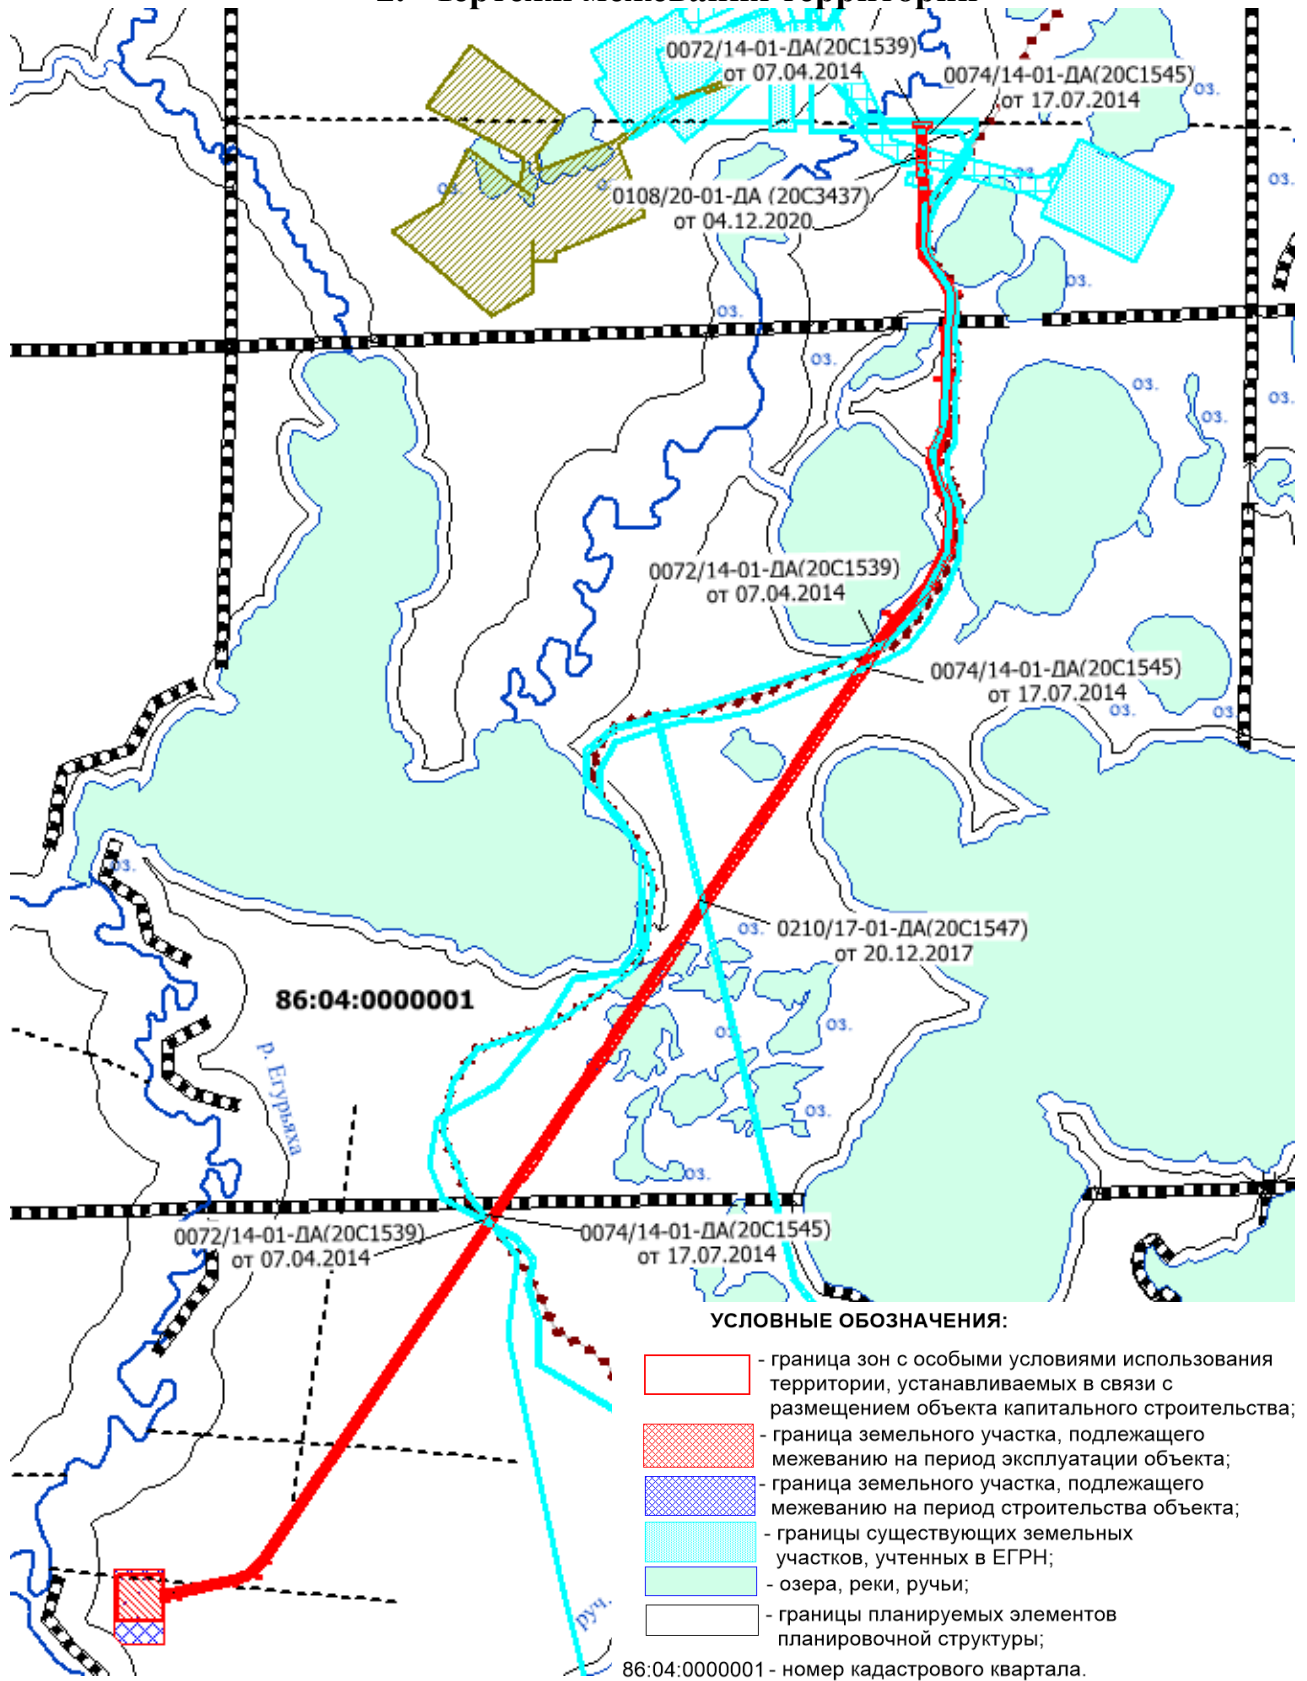 2. Чертежи межевания территории
0072/14-01-ДА(20С1539)
от 07.04.2014
0074/14-01-ДА(20С1545)
от 17.07.2014
оз.
оз.
оз.
оз.
0108/20-01-ДА (20С3437)
от 04.12.2020
оз.
оз.
оз.
оз.
оз.
оз.
0072/14-01-ДА(20С1539)
от 07.04.2014
0074/14-01-ДА(20С1545)
от 17.07.2014
оз.
оз.
оз.
оз.
0210/17-01-ДА(20С1547)
от 20.12.2017
86:04:0000001
оз.
оз.
р. Егурьяха
оз.
оз.
0072/14-01-ДА(20С1539)
от 07.04.2014
0074/14-01-ДА(20С1545)
от 17.07.2014
УСЛОВНЫЕ ОБОЗНАЧЕНИЯ:
- граница зон с особыми условиями использования
территории, устанавливаемых в связи с
размещением объекта капитального строительства;
- граница земельного участка, подлежащего
межеванию на период эксплуатации объекта;
- граница земельного участка, подлежащего
межеванию на период строительства объекта;
- границы существующих земельных
участков, учтенных в ЕГРН;
- озера, реки, ручьи;
руч.
- границы планируемых элементов
планировочной структуры;
86:04:0000001 - номер кадастрового квартала.